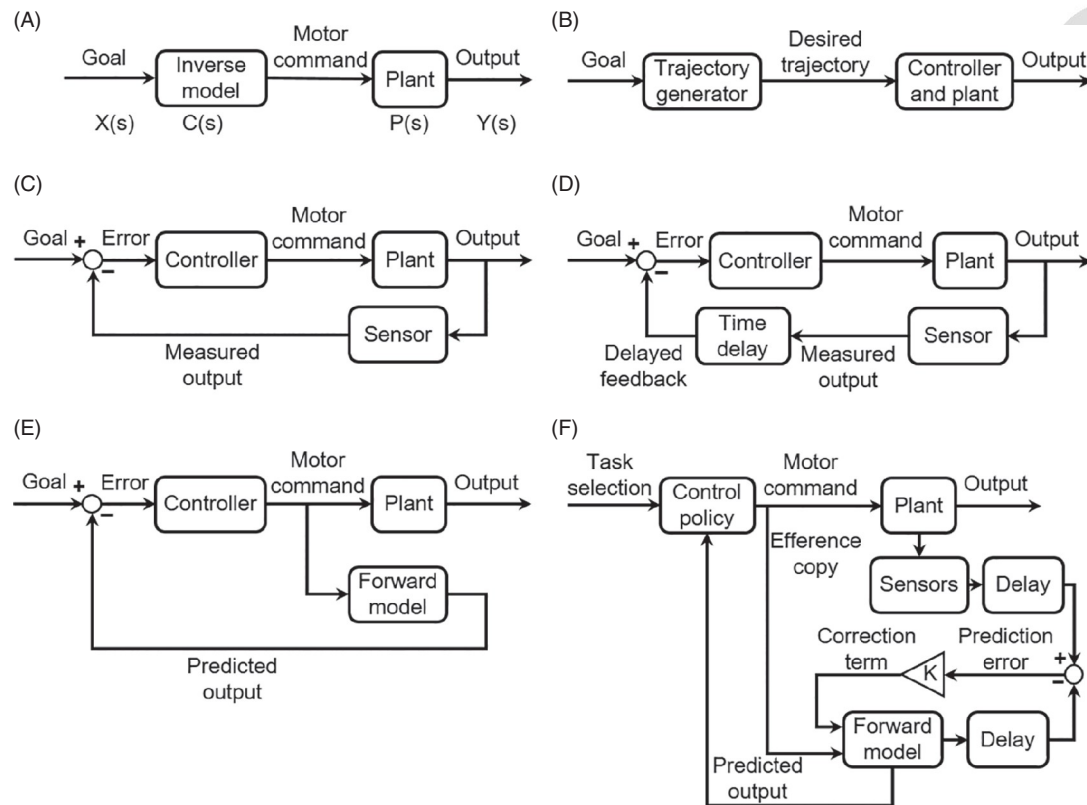 (A)
Goal
Inverse
model
Motor
command
Plant
Output
X(s)
C(s)
P(s)
Y(s)
(B)
Goal
Trajectory
generator
Desired
trajectory
Controller
and plant
Output
(C)
Goal
+
Error
−
Controller
Motor
command
Plant
Output
Sensor
Measured
output
(D)
Goal
+
Error
−
Controller
Motor
command
Plant
Output
Time
delay
Sensor
Delayed
feedback
Measured
output
(E)
Goal
+
Error
−
Controller
Motor
command
Plant
Output
Forward
model
Predicted
output
(F)
Task
selection
Control
policy
Motor
command
Plant
Output
Efference
copy
Sensors
Delay
Correction
term
K
Prediction
error
+
−
Forward
model
Delay
Predicted
output